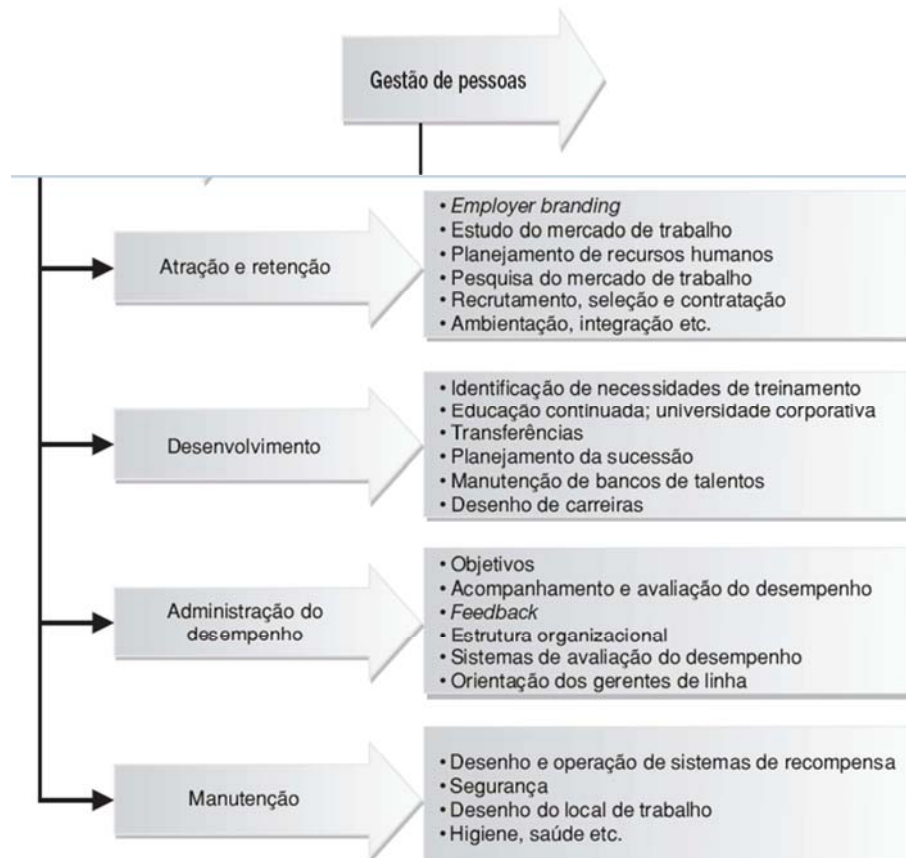 Gestão de pessoas
Atração e retenção
• Employer branding
• Estudo do mercado de trabalho
• Planejamento de recursos humanos
• Pesquisa do mercado de trabalho
• Recrutamento, seleção e contratação
• Ambientação, integração etc.
Desenvolvimento
• Identificação de necessidades de treinamento
• Educação continuada; universidade corporativa
• Transferências
• Planejamento da sucessão
• Manutenção de bancos de talentos
• Desenho de carreiras
Administração do
desempenho
• Objetivos
• Acompanhamento e avaliação do desempenho
• Feedback
• Estrutura organizacional
• Sistemas de avaliação do desempenho
• Orientação dos gerentes de linha
Manutenção
• Desenho e operação de sistemas de recompensa
• Segurança
• Desenho do local de trabalho
• Higiene, saúde etc.